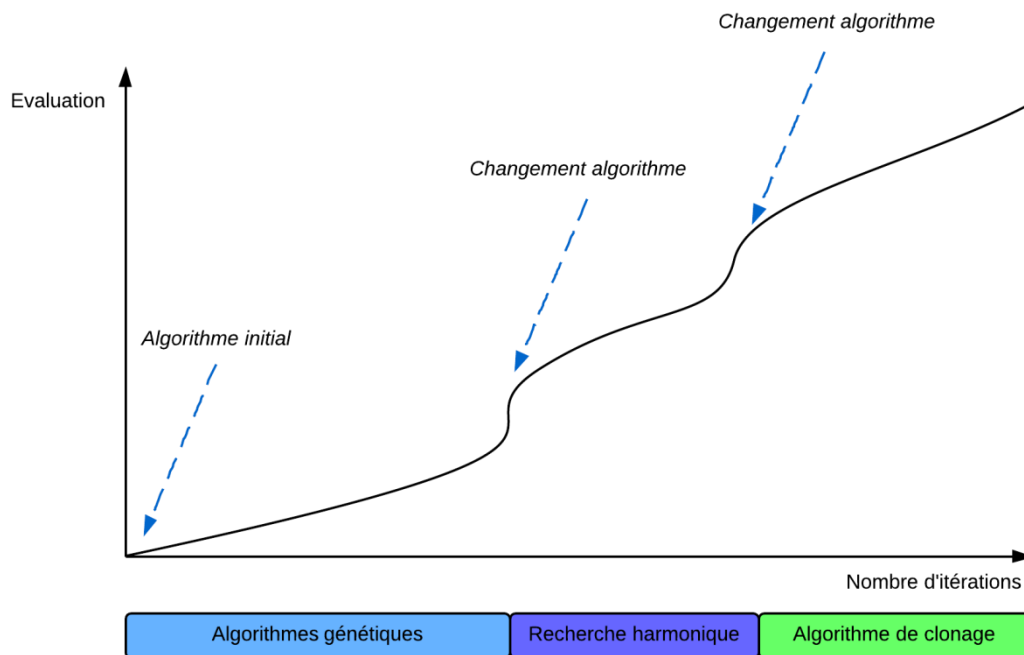 Changement algorithme
Evaluation
Changement algorithme
Algorithme initial
Nombre d'itérations
Algorithmes génétiques
Recherche harmonique
Algorithme de clonage